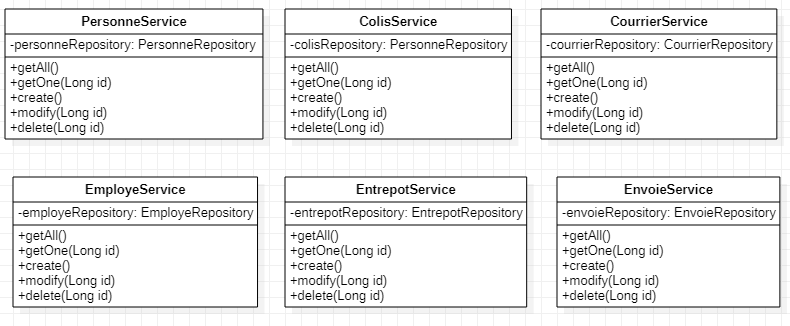 PersonneService
-personneRepository: PersonneRepository
+getAll()
+getOne(Long id)
+create()
+modify(Long id)
+delete(Long id)
ColisService
-colisRepository: PersonneRepository
+getAll()
+getOne(Long id)
+create()
+modify(Long id)
+delete(Long id)
CourrierService
-courrierRepository: CourrierRepository
+getAll()
+getOne(Long id)
+create()
+modify(Long id)
+delete(Long id)
EmployeService
-employeRepository: EmployeRepository
+getAll()
+getOne(Long id)
+create()
+modify(Long id)
+delete(Long id)
EntrepotService
-entrepotRepository: EntrepotRepository
+getAll()
+getOne(Long id)
+create()
+modify(Long id)
+delete(Long id)
EnvoieService
-envoieRepository: EnvoieRepository
+getAll()
+getOne(Long id)
+create()
+modify(Long id)
+delete(Long id)